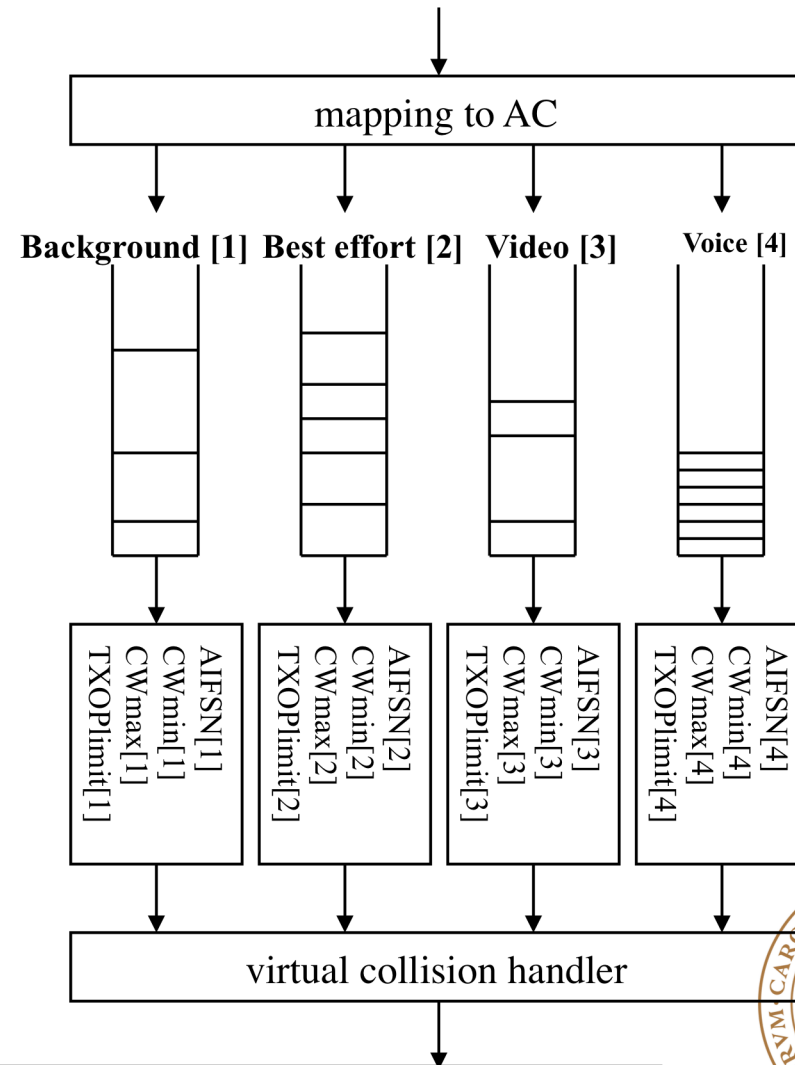 mapping to AC
Background [1]
Best effort [2]
Video [3]
Voice [4]
AIFSN[1]
CWmin[1]
CWmax[1]
TXOPlimit[1]
AIFSN[2]
CWmin[2]
CWmax[2]
TXOPlimit[2]
AIFSN[3]
CWmin[3]
CWmax[3]
TXOPlimit[3]
AIFSN[4]
CWmin[4]
CWmax[4]
TXOPlimit[4]
virtual collision handler